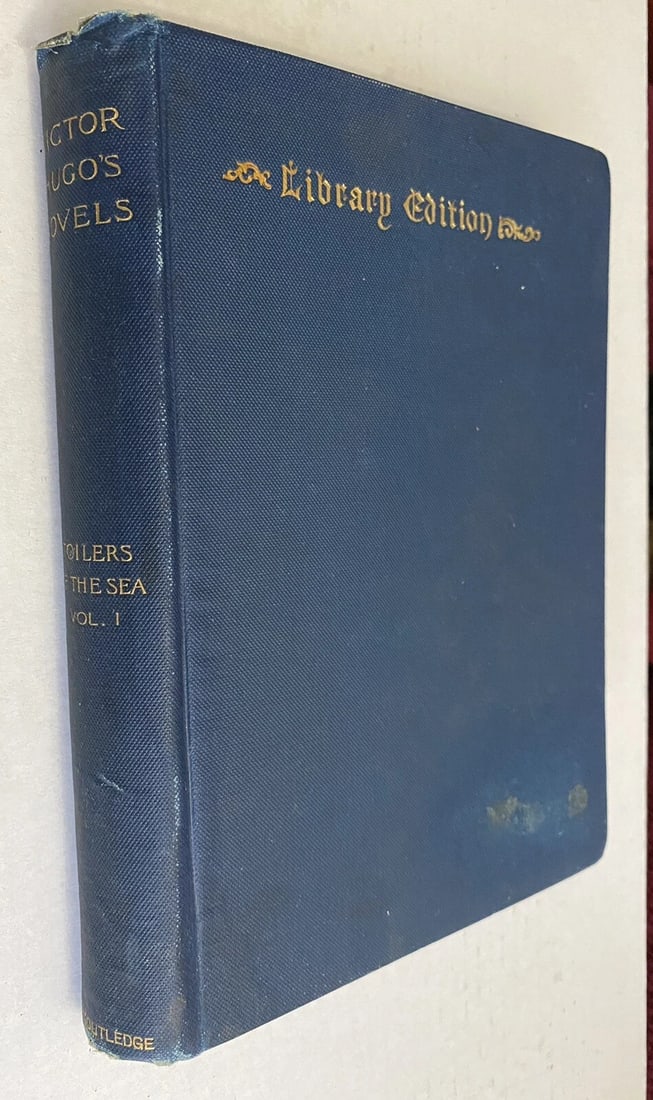 ICTOR
UGO'S
OVELS
TOILERS
F THE SEA
VOL. I
OUTLEDGE
Library Edition